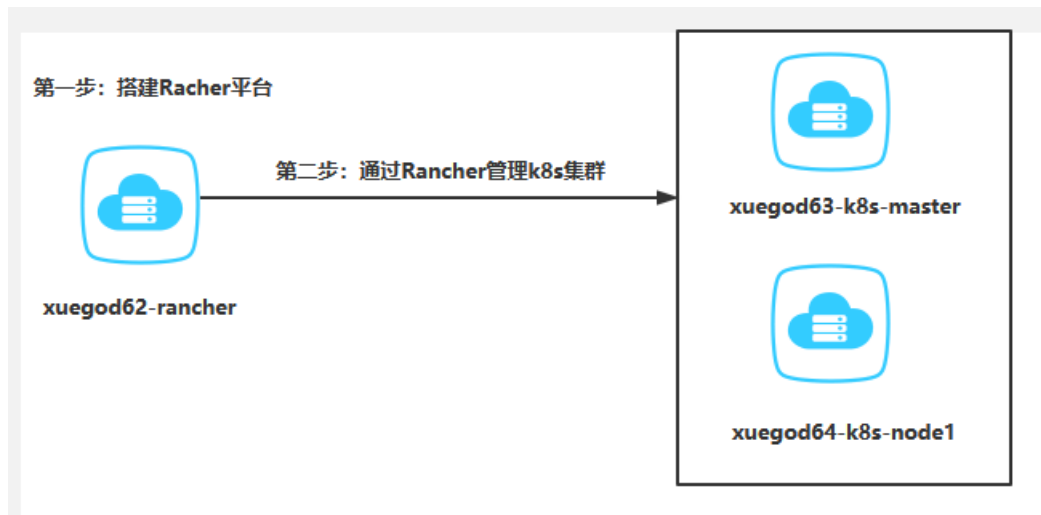 第一步：搭建Racher平台
第二步：通过Rancher管理k8s集群
xuegod62-rancher
xuegod63-k8s-master
xuegod64-k8s-node1